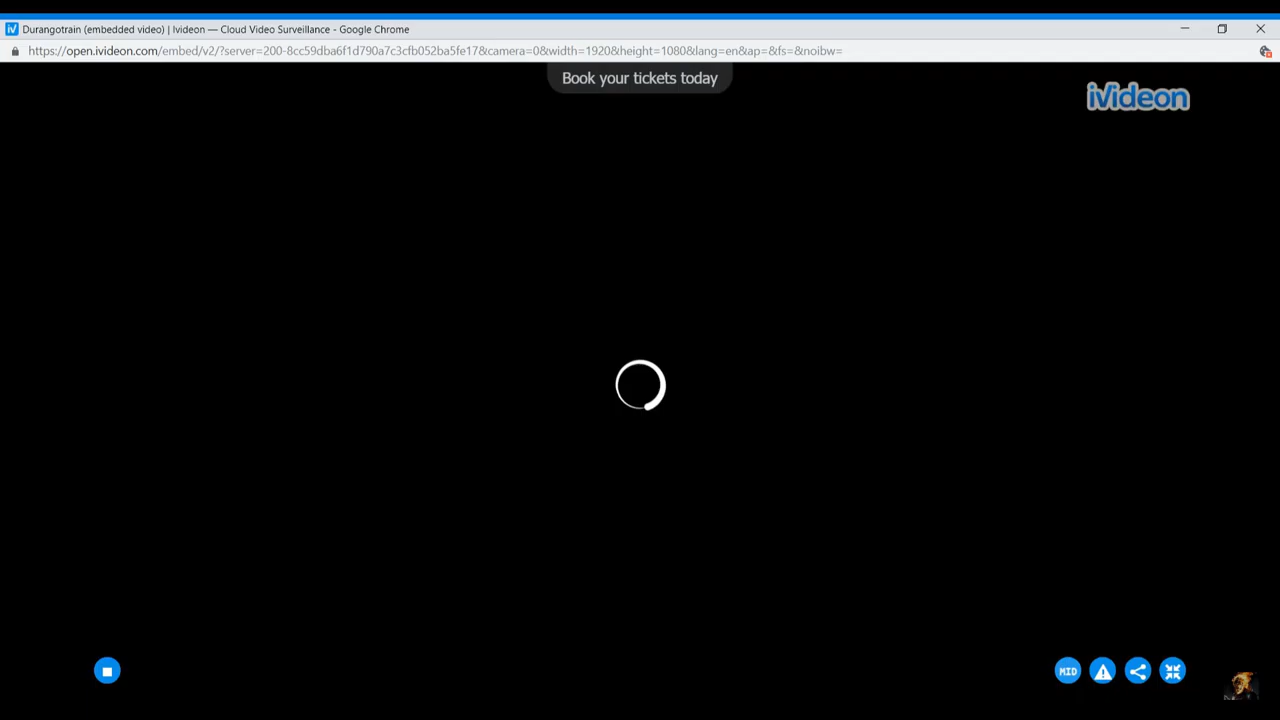 iV Durangotrain (embedded video) | Ivideon — Cloud Video Surveillance - Google Chrome
https://open.ivideon.com/embed/v2/?server=200-8cc59dba6f1d790a7c3cfb052ba5fe17&camera=0&width=1920&height=1080&lang=en&ap=&fs=&noibw=
Book your tickets today
iVideon
MID